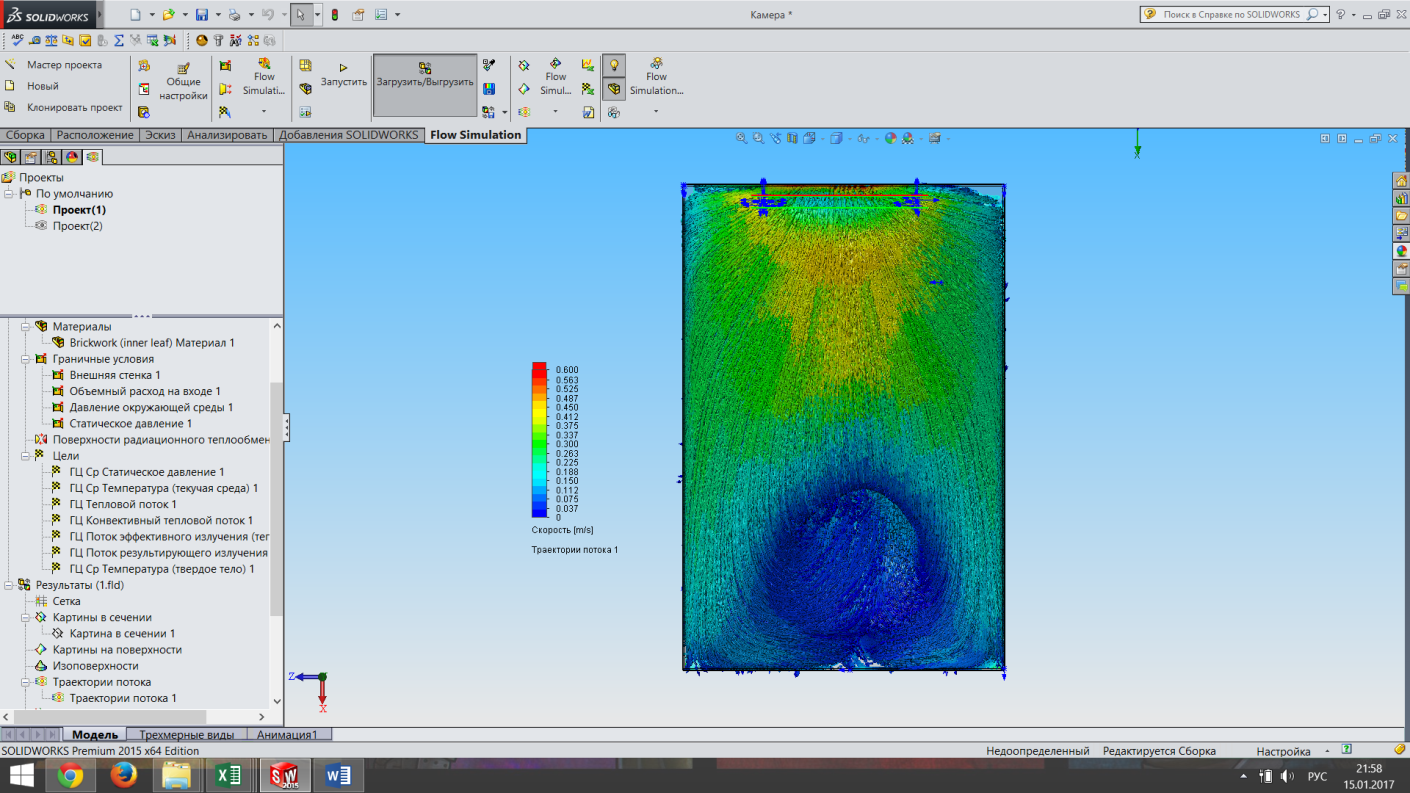 SOLIDWORKS
Камера *
Поиск в Справке по SOLIDWORKS
Мастер проекта
Новый
Клонировать проект
Общие настройки
Flow Simulati...
Запустить
Загрузить/Выгрузить
Flow Simul...
Flow Simulation...
Сборка Расположение Эскиз Анализировать Добавления SOLIDWORKS Flow Simulation
Проекты
По умолчанию
Проект(1)
Проект(2)
Материалы
Brickwork (inner leaf) Материал 1
Граничные условия
Внешняя стенка 1
Объемный расход на входе 1
Давление окружающей среды 1
Статическое давление 1
Поверхности радиационного теплообмен
Цели
ГЦ Ср Статическое давление 1
ГЦ Ср Температура (текучая среда) 1
ГЦ Тепловой поток 1
ГЦ Конвективный тепловой поток 1
ГЦ Поток эффективного излучения (тег
ГЦ Поток результирующего излучения
ГЦ Ср Температура (твердое тело) 1
Результаты (1.fld)
Сетка
Картины в сечении
Картина в сечении 1
Картины на поверхности
Изоповерхности
Траектории потока
Траектории потока 1
0.600
0.563
0.525
0.487
0.450
0.412
0.375
0.337
0.300
0.263
0.225
0.188
0.150
0.112
0.075
0.037
0
Скорость [m/s]
Траектории потока 1
X
Z
X
Модель Трехмерные виды Анимация1
SOLIDWORKS Premium 2015 x64 Edition
Недоопределенный Редактируется Сборка Настройка
РУС
21:58
15.01.2017